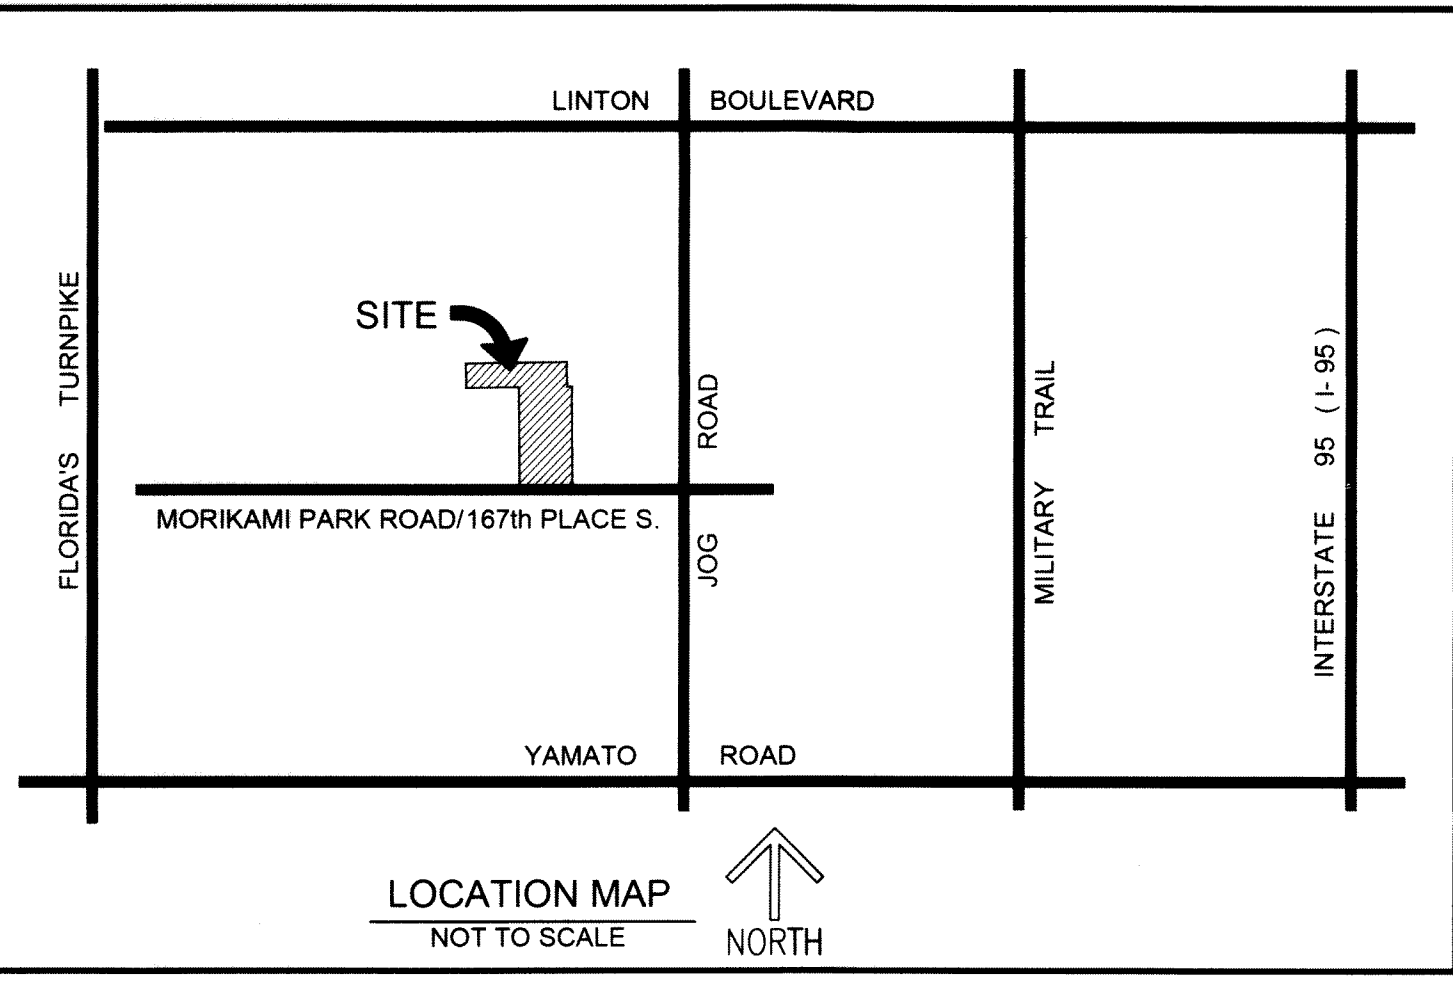 LINTON BOULEVARD
FLORIDA'S TURNPIKE
SITE
JOG ROAD
MILITARY TRAIL
INTERSTATE 95 (I-95)
MORIKAMI PARK ROAD/167th PLACE S.
YAMATO ROAD
LOCATION MAP
NOT TO SCALE
NORTH